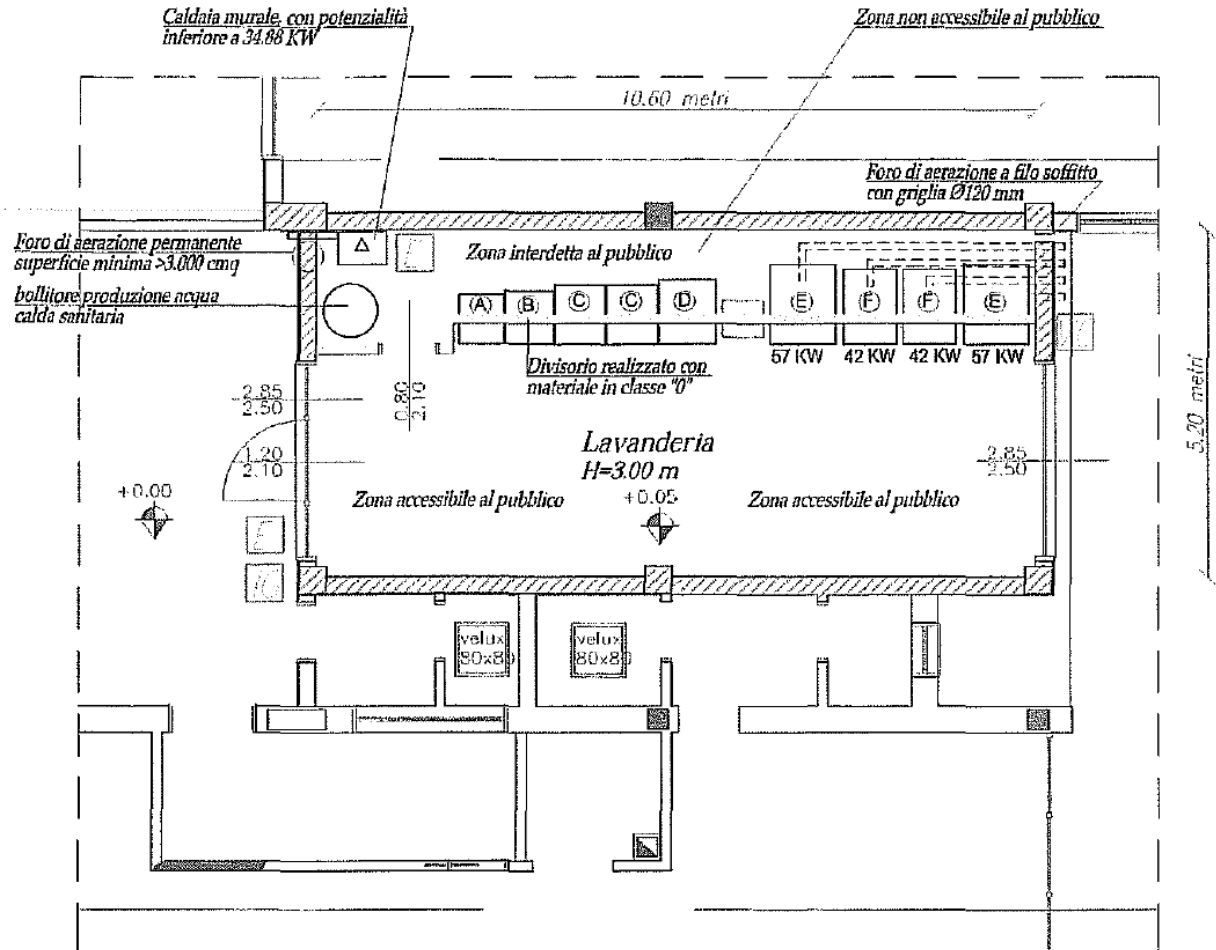 Caldaia murale, con potenzialità
inferiore a 34.88 KW
Zona non accessibile al pubblico
10.60 metri
Foro di aerazione a filo soffitto
con griglia Ø120 mm
Foro di aerazione permanente
superficie minima >3.000 cmq
Zona interdetta al pubblico
bollitore produzione acqua
calda sanitaria
(A) (B) (C) (C) (D) (E) (F) (F) (E)
57 KW 42 KW 42 KW 57 KW
Divisorio realizzato con
materiale in classe "0"
5.20 metri
2.85
2.50
0.80
2.10
Lavanderia
H=3.00 m
1.20
2.10
2.85
2.50
+0.00
Zona accessibile al pubblico
+0.05
Zona accessibile al pubblico
E
velux
80x80
velux
80x80